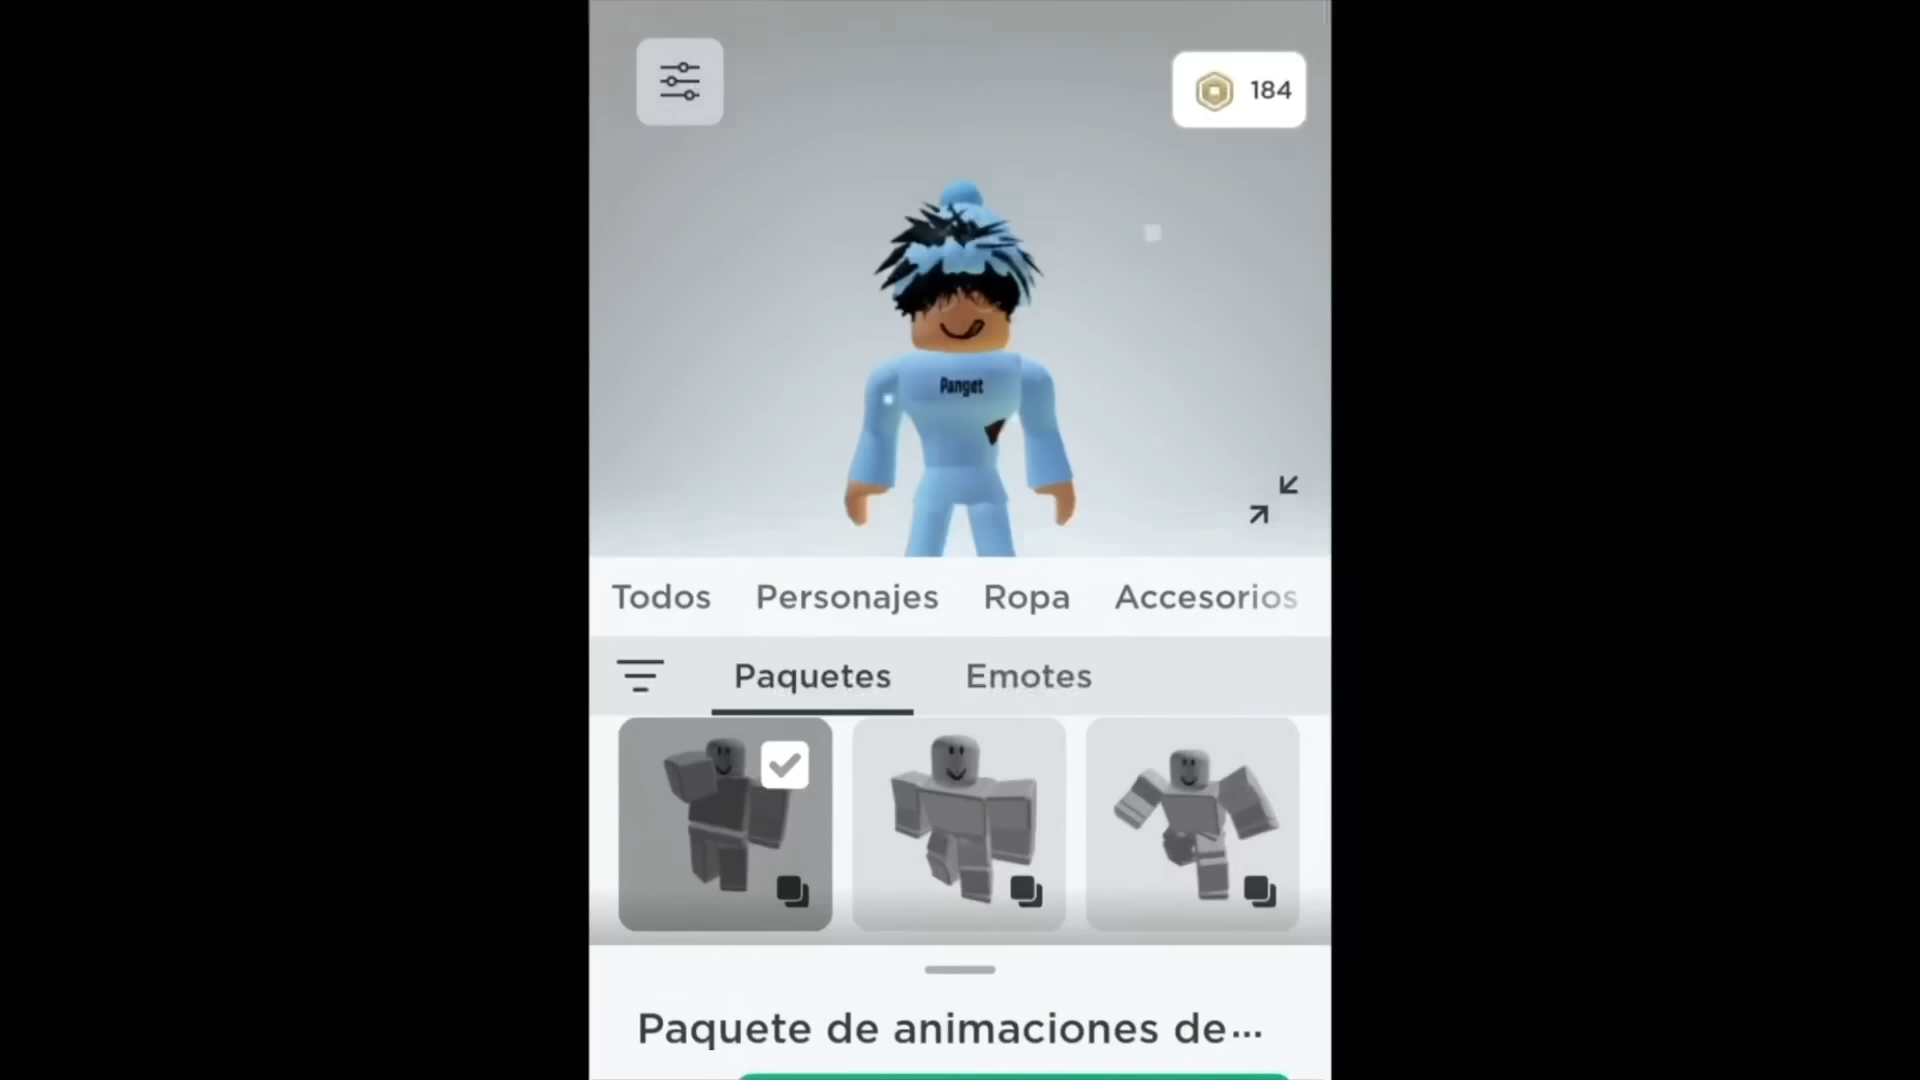 184
Panget
Todos Personajes Ropa Accesorios
Paquetes Emotes
Paquete de animaciones de...